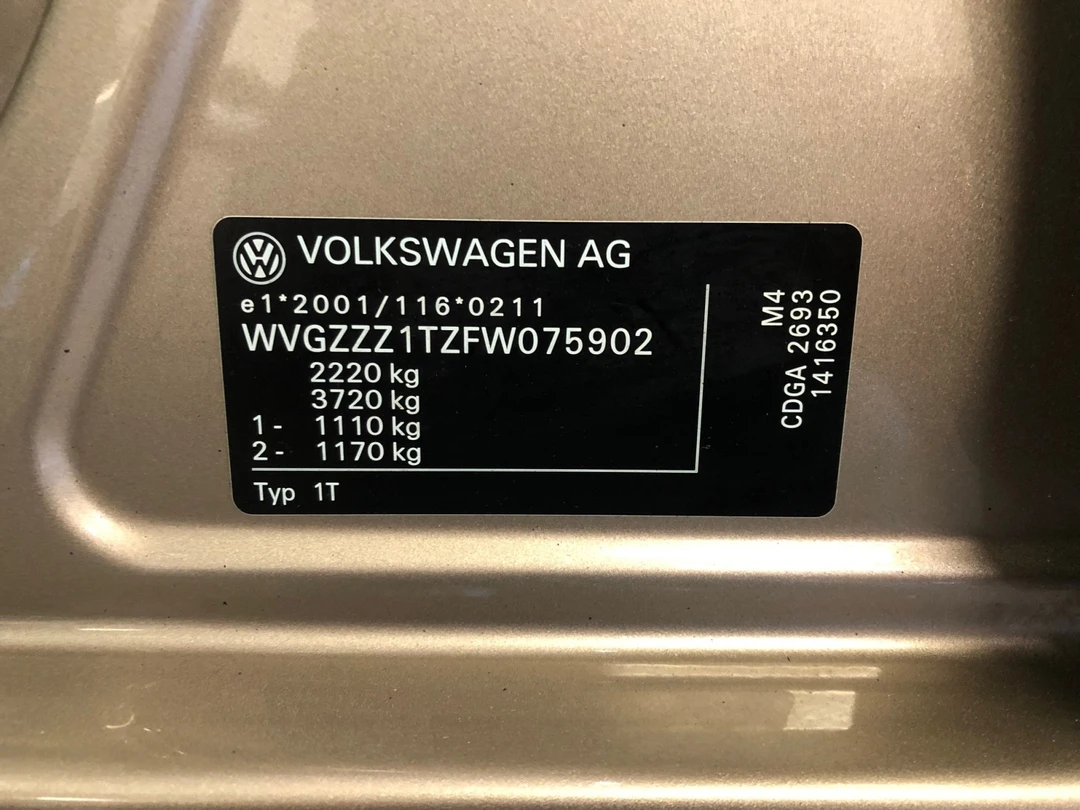 VOLKSWAGEN AG
e1*2001/116*0211
WVGZZZ1TZFW075902
2220 kg
3720 kg
1- 1110 kg
2- 1170 kg
Typ 1T
M4
CDGA 2693
1416350